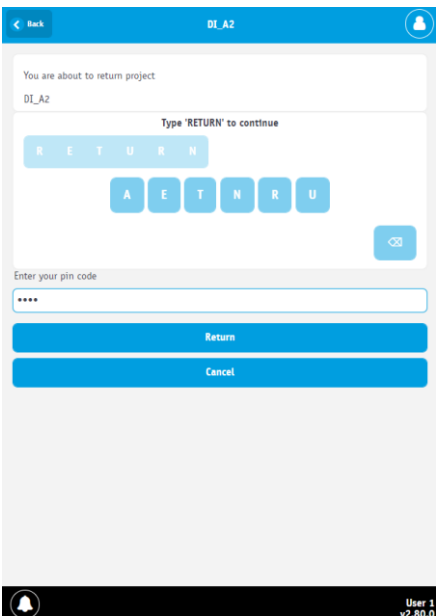 Back
DI_A2
You are about to return project
DI_A2
Type 'RETURN' to continue
R E T U R N
A E T N R U
Enter your pin code
••••
Return
Cancel
User 1
v2.80.0